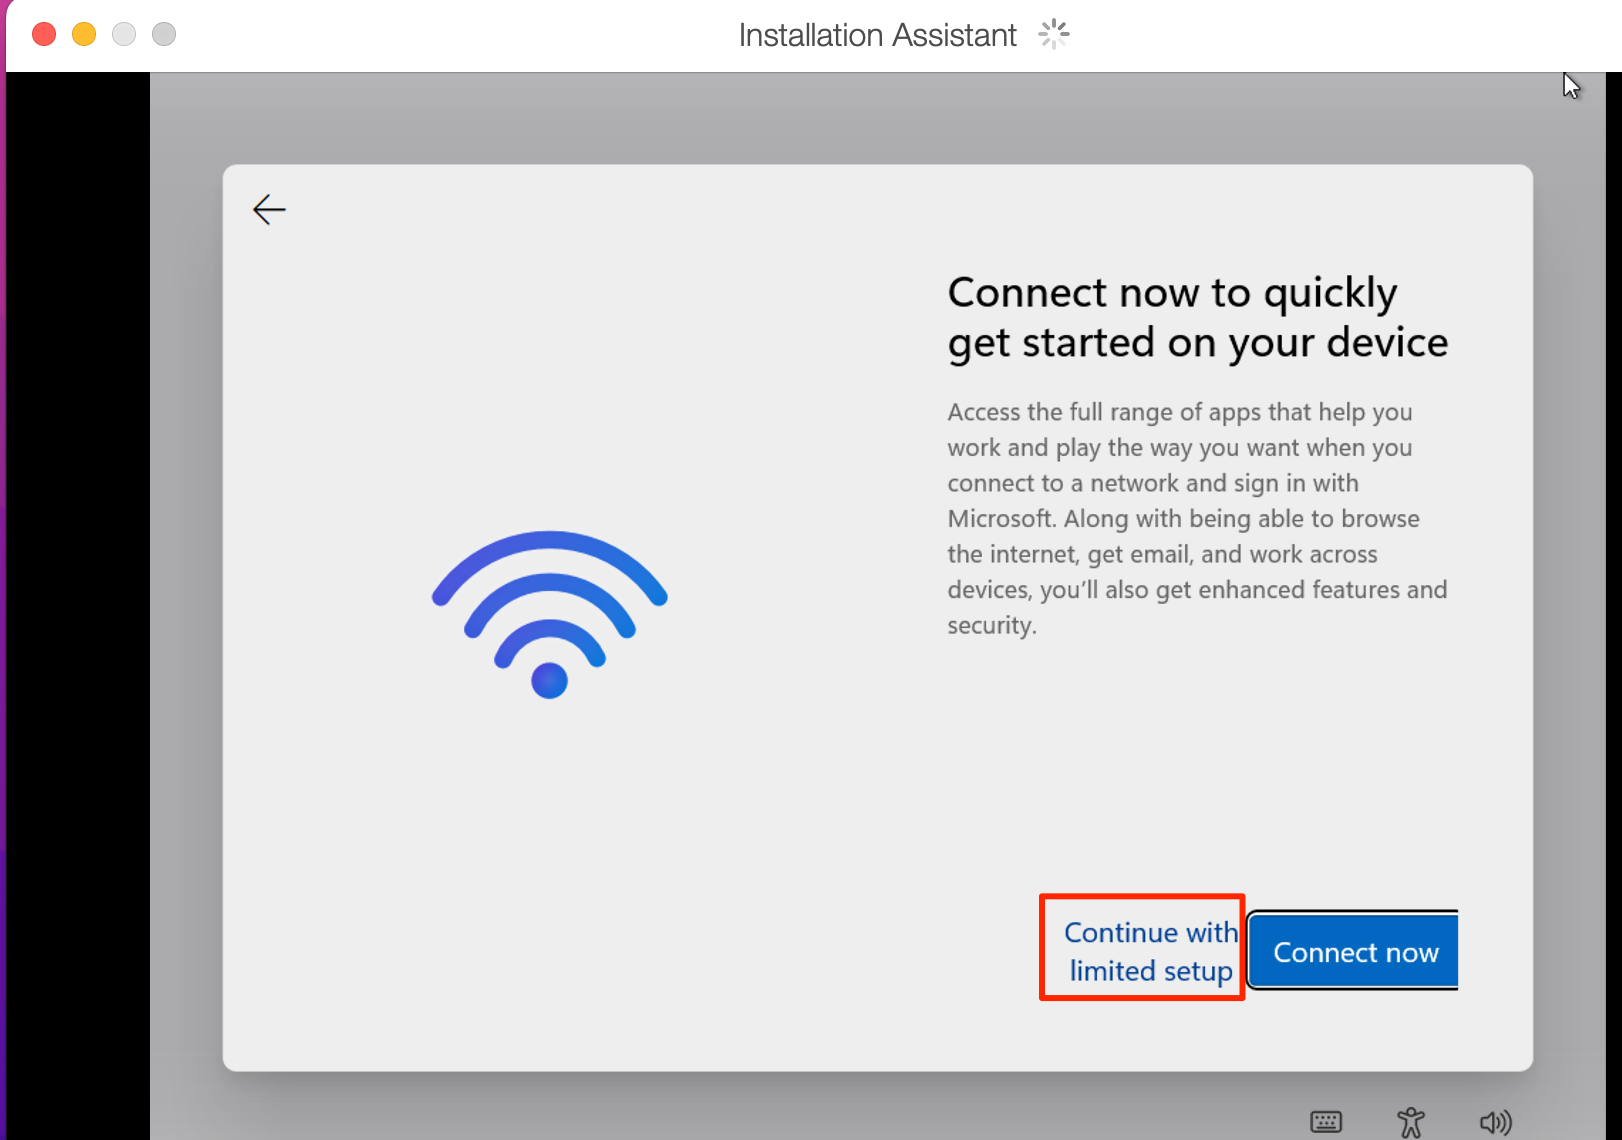 Installation Assistant
Connect now to quickly
get started on your device
Access the full range of apps that help you
work and play the way you want when you
connect to a network and sign in with
Microsoft. Along with being able to browse
the internet, get email, and work across
devices, you’ll also get enhanced features and
security.
Continue with
limited setup
Connect now